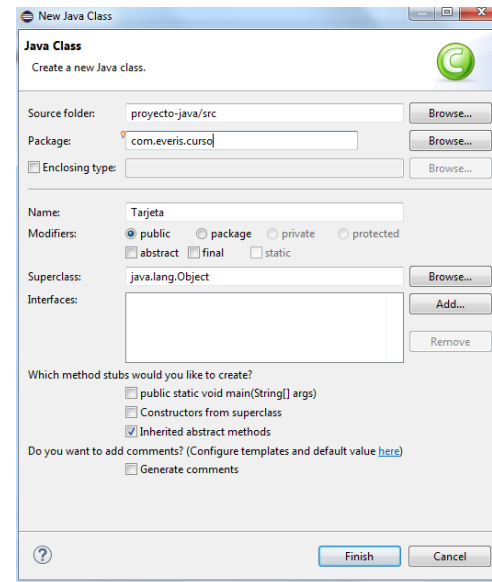 New Java Class
Java Class
Create a new Java class.
C
Source folder: proyecto-java/src Browse...
Package: com.everis.curso Browse...
Enclosing type: Browse...
Name: Tarjeta
Modifiers: public package private protected
abstract final static
Superclass: java.lang.Object Browse...
Interfaces: Add...
Remove
Which method stubs would you like to create?
public static void main(String[] args)
Constructors from superclass
Inherited abstract methods
Do you want to add comments? (Configure templates and default value here)
Generate comments
? Finish Cancel